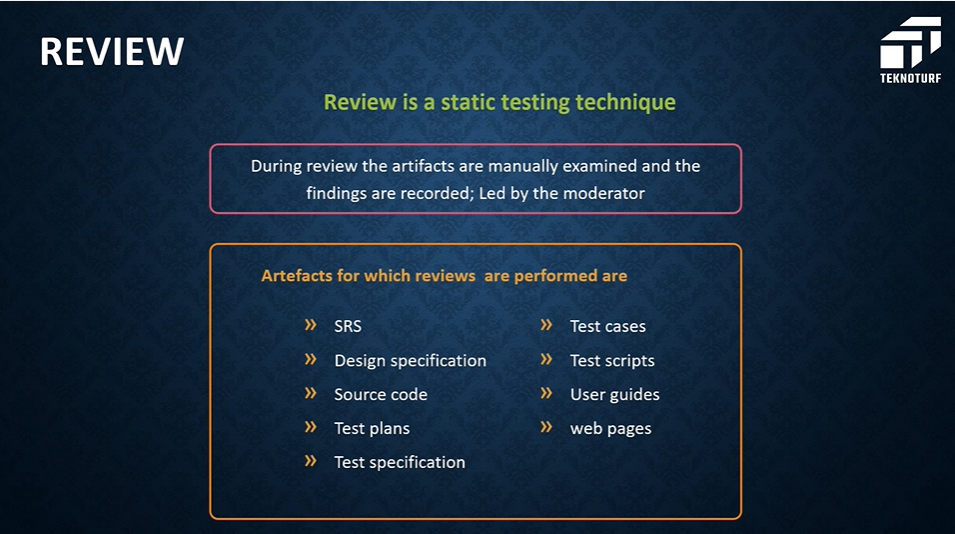 REVIEW
TEKNOTURF
Review is a static testing technique
During review the artifacts are manually examined and the
findings are recorded; Led by the moderator
Artefacts for which reviews are performed are
» SRS
» Design specification
» Source code
» Test plans
» Test specification
» Test cases
» Test scripts
» User guides
» web pages